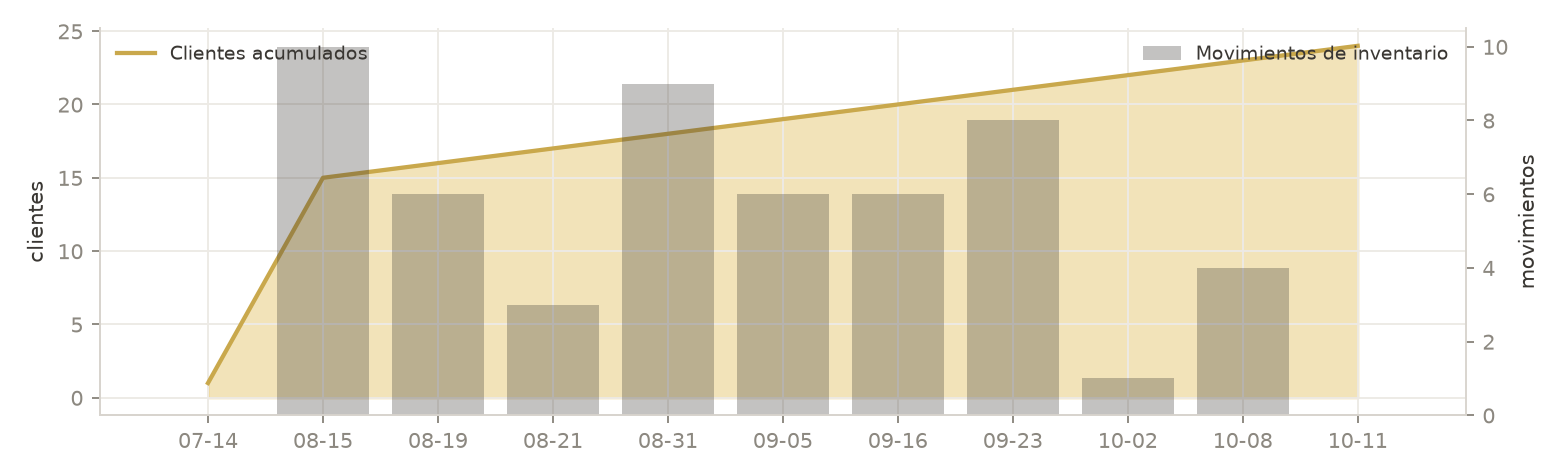 25
20
15
10
5
0
clientes
Clientes acumulados
Movimientos de inventario
10
8
6
4
2
0
movimientos
07-14 08-15 08-19 08-21 08-31 09-05 09-16 09-23 10-02 10-08 10-11